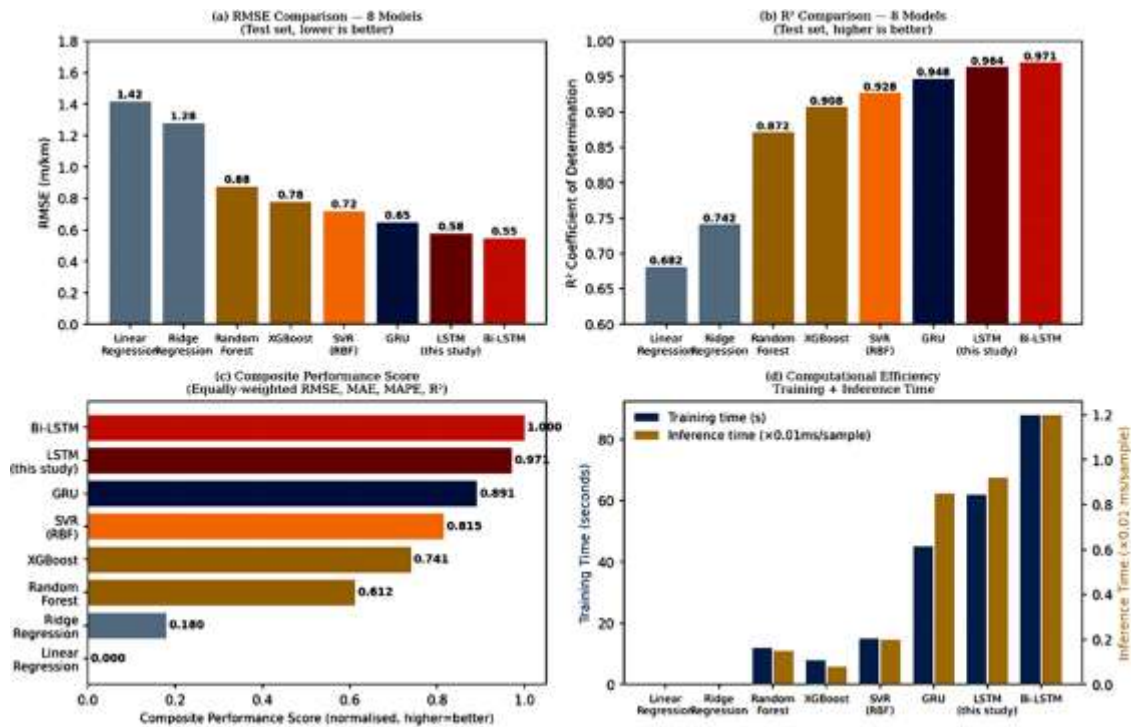 (a) RMSE Comparison — 8 Models
(Test set, lower is better)
RMSE (m/km)
1.8
1.6
1.4
1.2
1.0
0.8
0.6
0.4
0.2
0.0
1.42
1.28
0.88
0.78
0.72
0.65
0.58
0.55
Linear Regression
Ridge Regression
Random Forest
XGBoost
SVR (RBF)
GRU
LSTM (this study)
Bi-LSTM
(b) R² Comparison — 8 Models
(Test set, higher is better)
R² Coefficient of Determination
1.00
0.95
0.90
0.85
0.80
0.75
0.70
0.65
0.60
0.682
0.742
0.872
0.908
0.928
0.948
0.964
0.971
Linear Regression
Ridge Regression
Random Forest
XGBoost
SVR (RBF)
GRU
LSTM (this study)
Bi-LSTM
(c) Composite Performance Score
(Equally-weighted RMSE, MAE, MAPE, R²)
Bi-LSTM
1.000
LSTM (this study)
0.971
GRU
0.891
SVR (RBF)
0.815
XGBoost
0.741
Random Forest
0.612
Ridge Regression
0.180
Linear Regression
0.000
0.0
0.2
0.4
0.6
0.8
1.0
Composite Performance Score (normalised, higher=better)
(d) Computational Efficiency
Training + Inference Time
Training time (s)
Inference time (×0.01ms/sample)
Training Time (seconds)
80
60
40
20
0
Inference Time (×0.01 ms/sample)
1.2
1.0
0.8
0.6
0.4
0.2
0.0
Linear Regression
Ridge Regression
Random Forest
XGBoost
SVR (RBF)
GRU
LSTM (this study)
Bi-LSTM